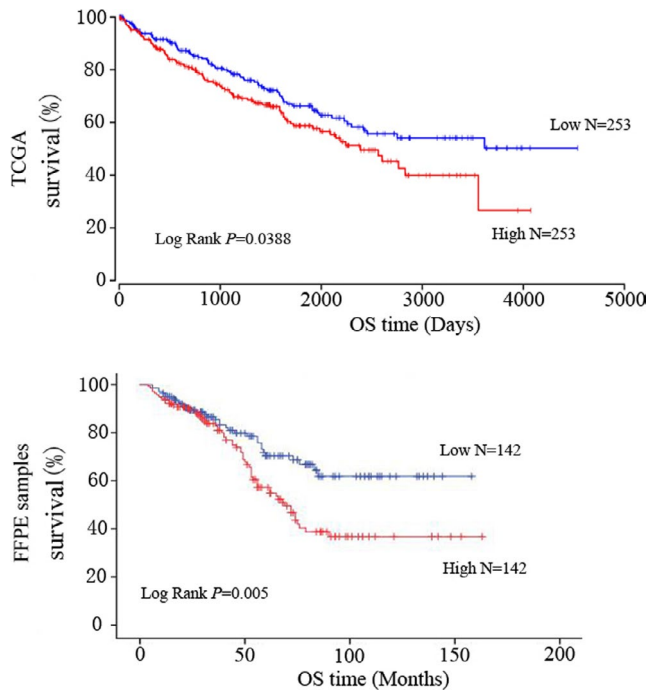 TCGA
survival (%)
100
80
60
40
20
0
Low N=253
High N=253
Log Rank P=0.0388
0 1000 2000 3000 4000 5000
OS time (Days)
FFPE samples
survival (%)
100
80
60
40
20
0
Low N=142
High N=142
Log Rank P=0.005
0 50 100 150 200
OS time (Months)